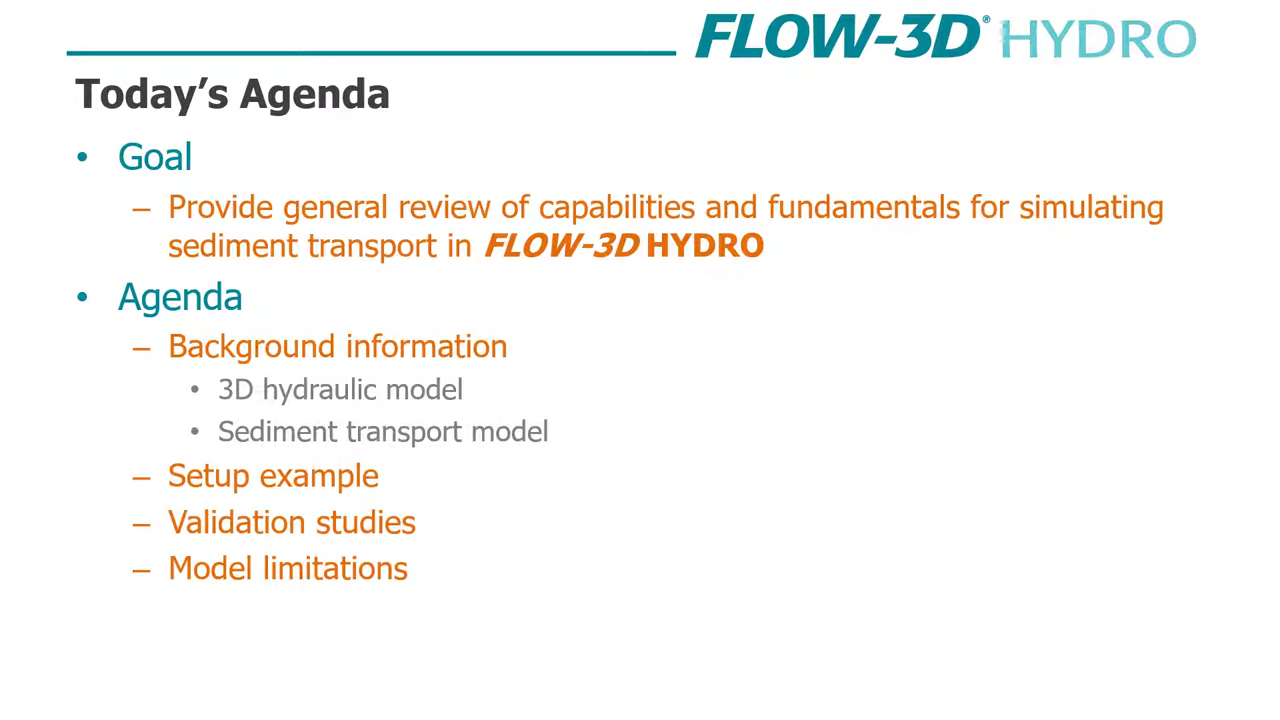 FLOW-3D® HYDRO
Today’s Agenda
• Goal
– Provide general review of capabilities and fundamentals for simulating
sediment transport in FLOW-3D HYDRO
• Agenda
– Background information
• 3D hydraulic model
• Sediment transport model
– Setup example
– Validation studies
– Model limitations